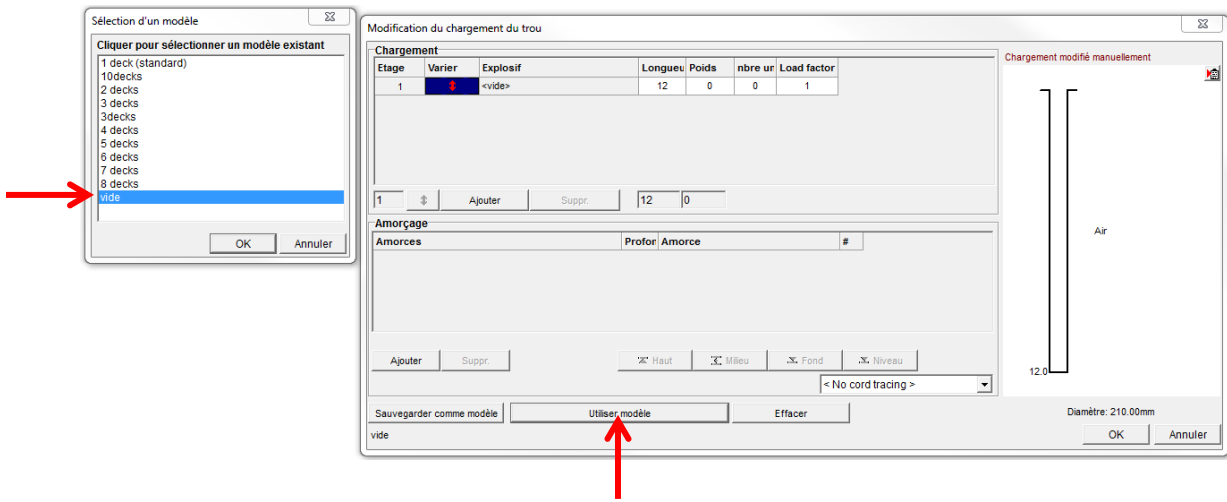 Sélection d'un modèle
Cliquer pour sélectionner un modèle existant
1 deck (standard)
10decks
2 decks
3 decks
3decks
4 decks
5 decks
6 decks
7 decks
8 decks
vide
OK Annuler
Modification du chargement du trou
Chargement
Etage Varier Explosif Longueu Poids nbre ur Load factor
1 <vide> 12 0 0 1
1 Ajouter Suppr. 12 0
Amorçage
Amorces Profor Amorce #
Ajouter Suppr. Haut Milieu Fond Niveau
< No cord tracing >
Sauvegarder comme modèle Utiliser modèle Effacer
vide
Chargement modifié manuellement
Air
12.0
Diamètre: 210.00mm
OK Annuler